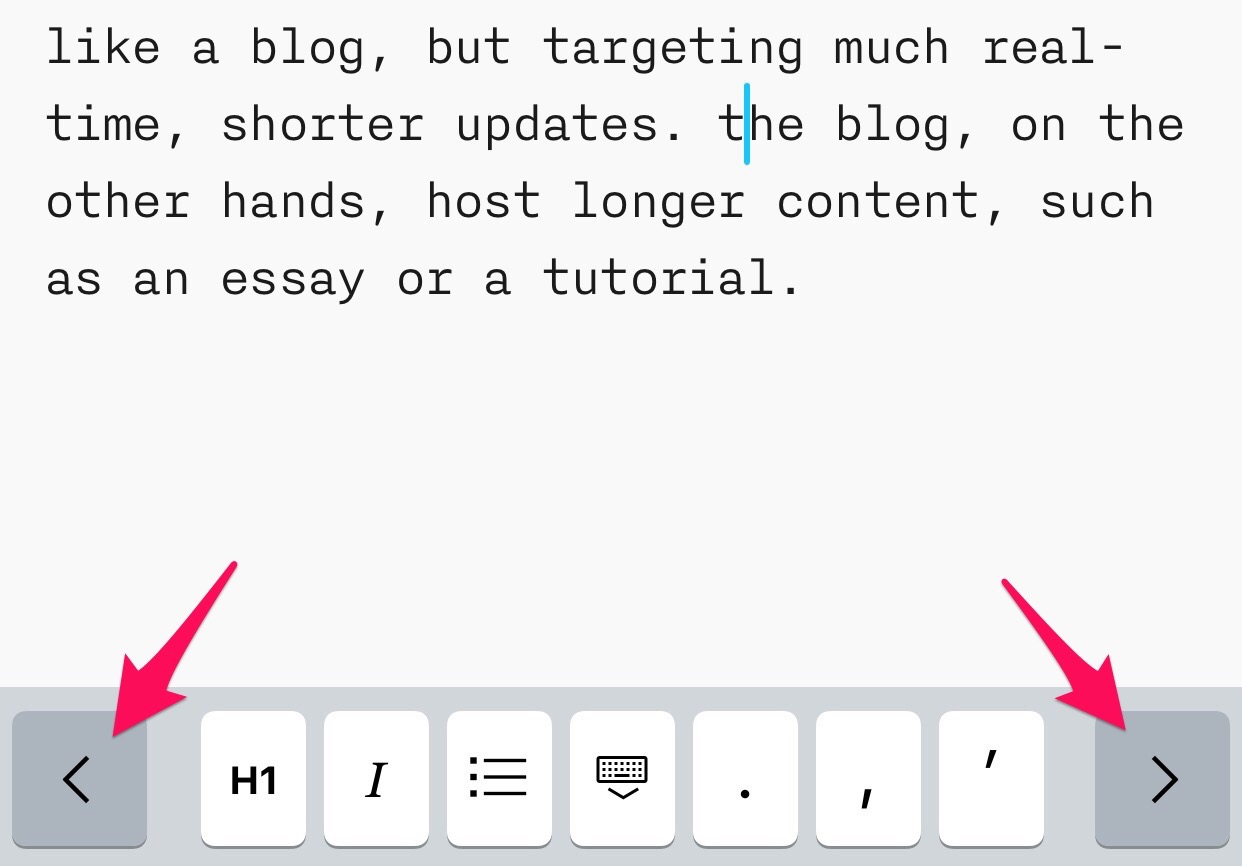 like a blog, but targeting much real-
time, shorter updates. the blog, on the
other hands, host longer content, such
as an essay or a tutorial.
H1 I . , ′